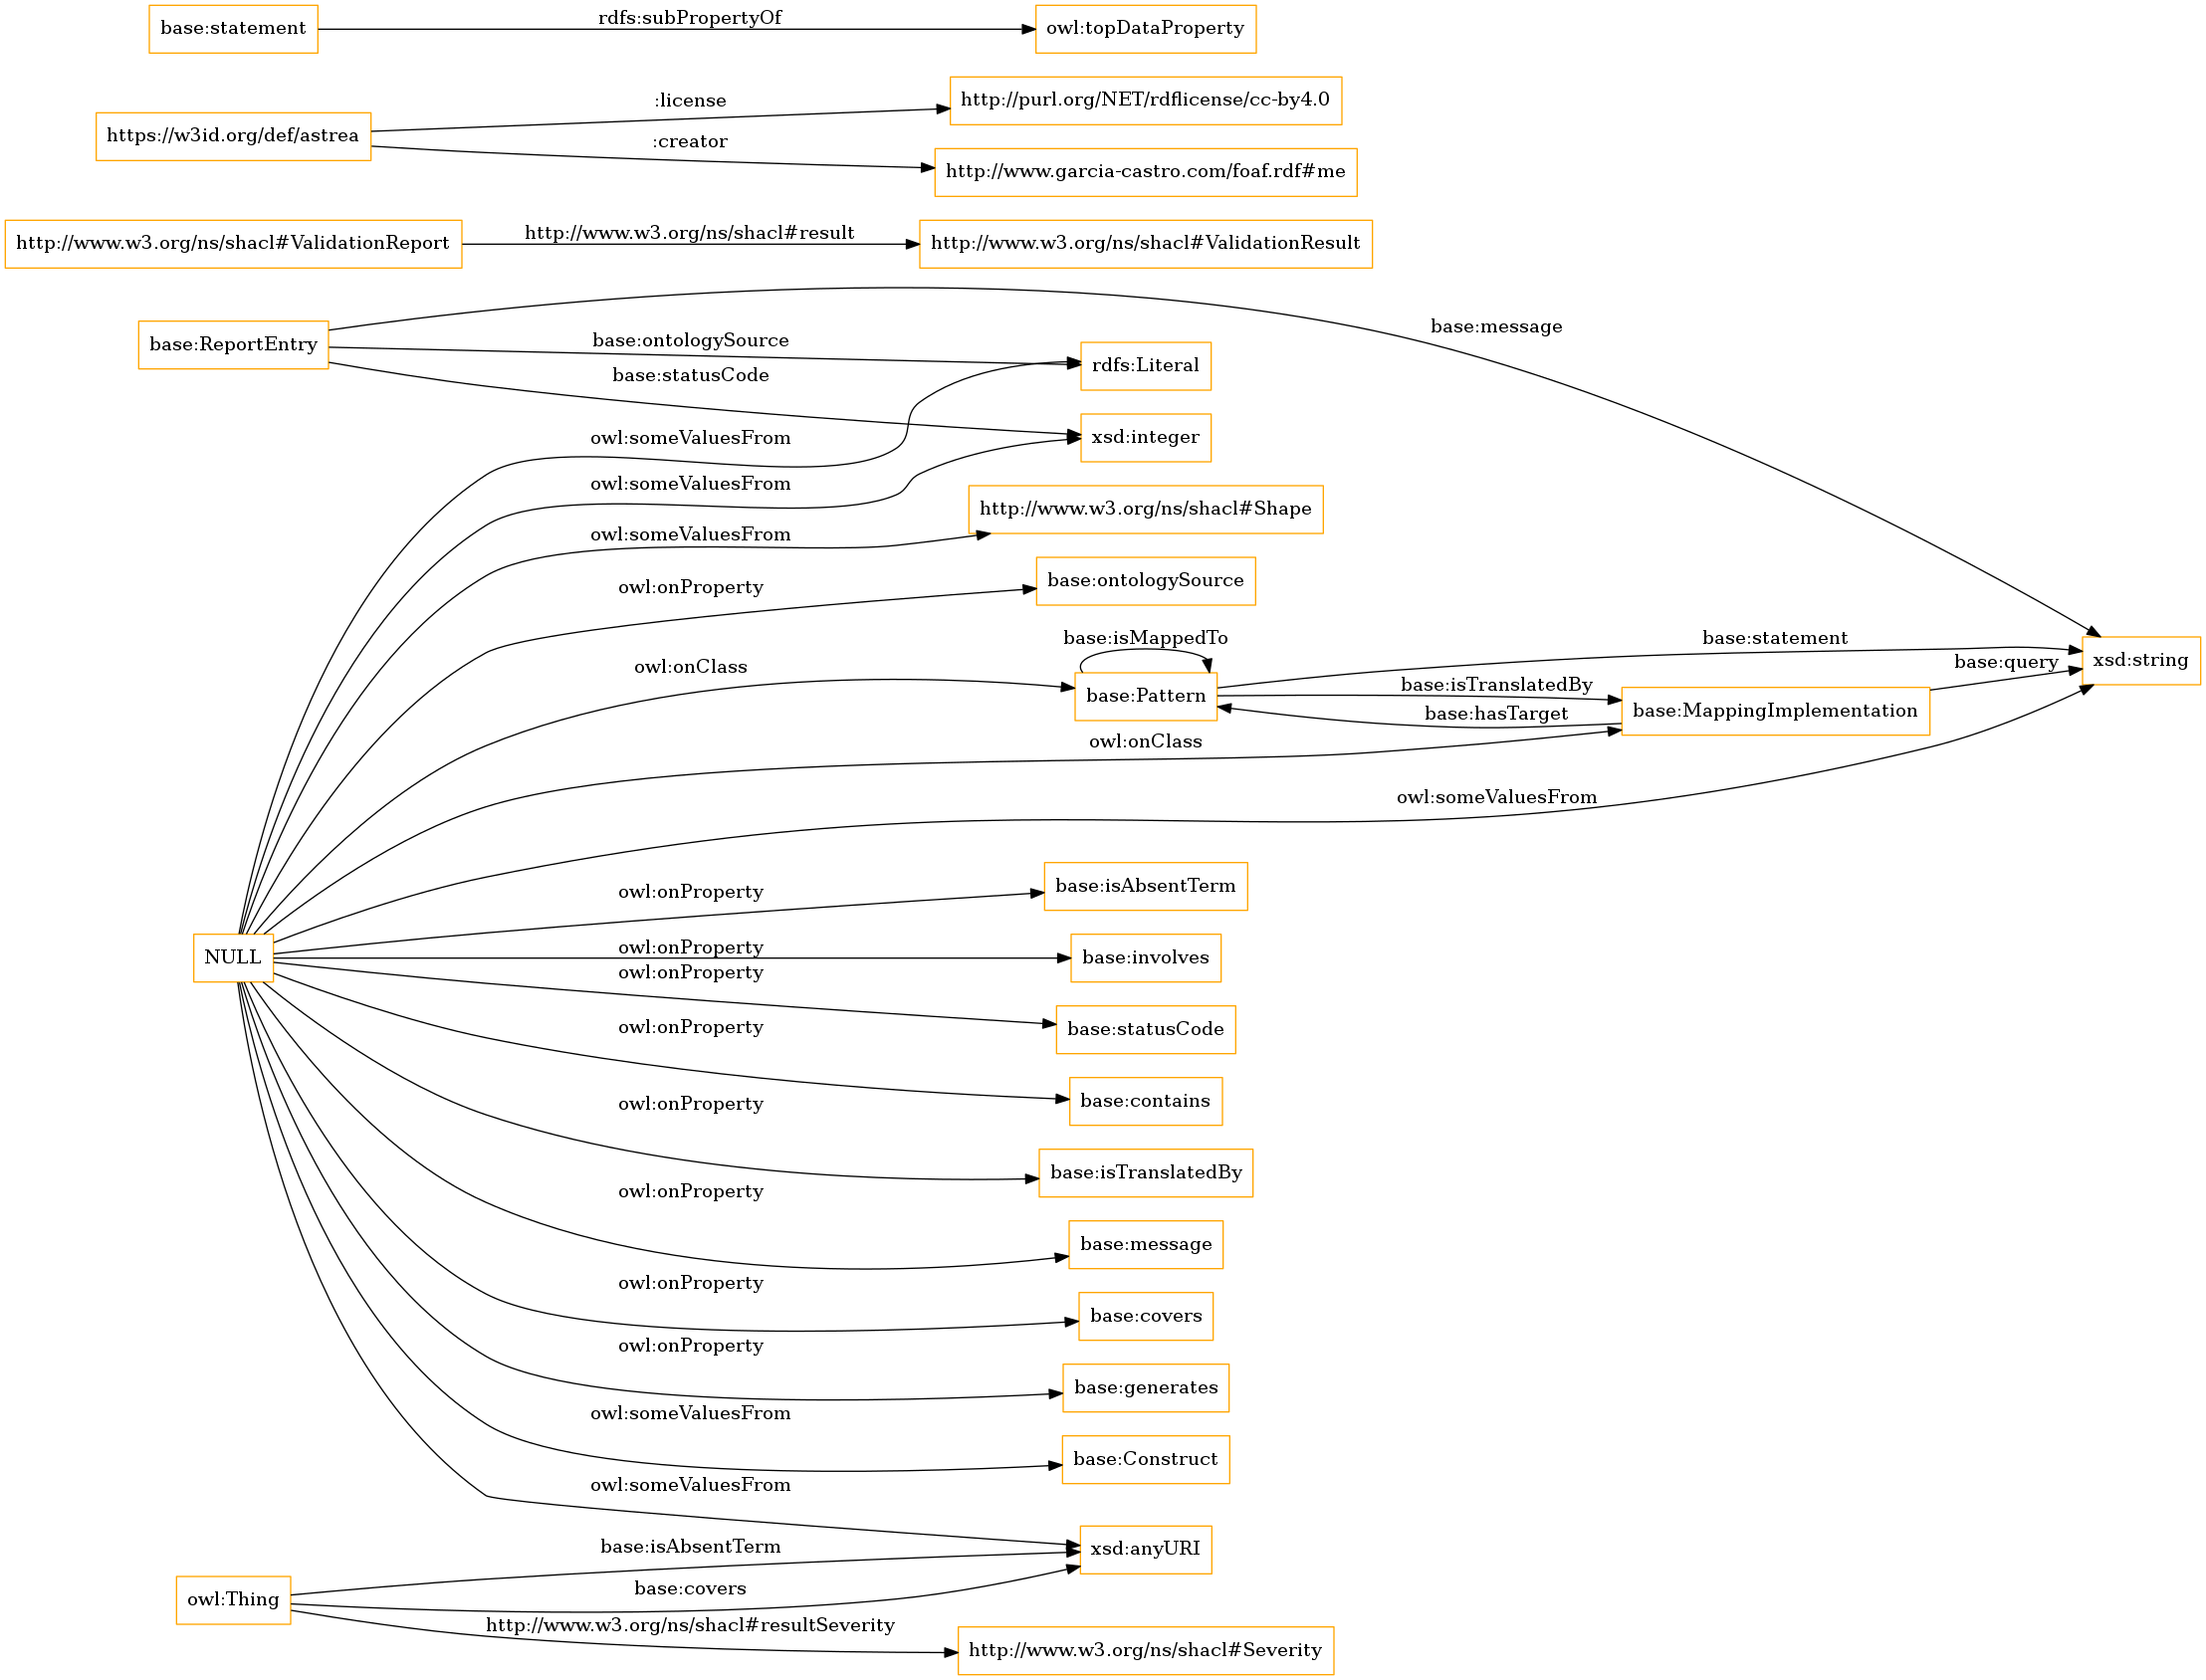 base:statement
rdfs:subPropertyOf
owl:topDataProperty
https://w3id.org/def/astrea
:license
http://purl.org/NET/rdflicense/cc-by4.0
:creator
http://www.garcia-castro.com/foaf.rdf#me
http://www.w3.org/ns/shacl#ValidationReport
http://www.w3.org/ns/shacl#result
http://www.w3.org/ns/shacl#ValidationResult
base:ReportEntry
base:message
base:ontologySource
rdfs:Literal
base:statusCode
xsd:integer
owl:someValuesFrom
owl:someValuesFrom
http://www.w3.org/ns/shacl#Shape
owl:someValuesFrom
owl:onProperty
base:ontologySource
base:isMappedTo
base:statement
xsd:string
base:query
owl:onClass
base:Pattern
base:isTranslatedBy
base:MappingImplementation
base:hasTarget
owl:onClass
owl:someValuesFrom
owl:onProperty
base:isAbsentTerm
NULL
owl:onProperty
base:involves
owl:onProperty
base:statusCode
owl:onProperty
base:contains
owl:onProperty
base:isTranslatedBy
owl:onProperty
base:message
owl:onProperty
base:covers
owl:onProperty
base:generates
owl:someValuesFrom
base:Construct
owl:someValuesFrom
xsd:anyURI
base:isAbsentTerm
owl:Thing
base:covers
http://www.w3.org/ns/shacl#resultSeverity
http://www.w3.org/ns/shacl#Severity